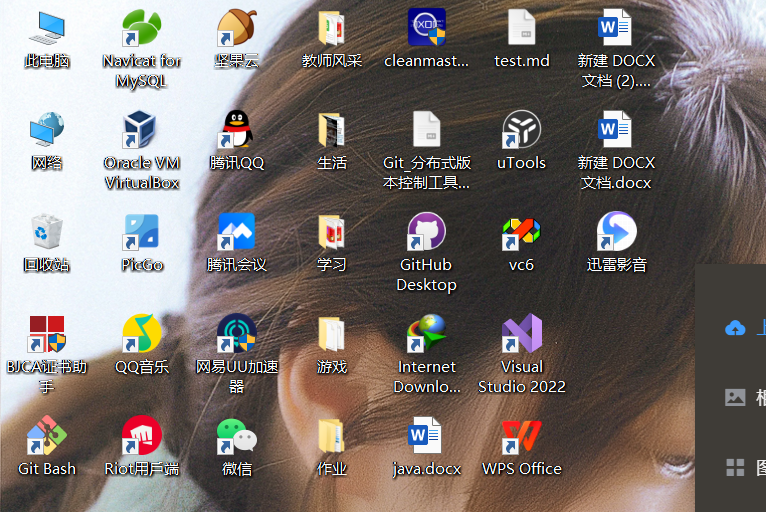 此电脑
Navicat for
MySQL
坚果云
教师风采
cleanmast...
test.md
新建 DOCX
文档 (2)....
网络
Oracle VM
VirtualBox
腾讯QQ
生活
Git_分布式版
本控制工具...
uTools
新建 DOCX
文档.docx
回收站
PicGo
腾讯会议
学习
GitHub
Desktop
vc6
迅雷影音
BJCA证书助
手
QQ音乐
网易UU加速
器
游戏
Internet
Downlo...
Visual
Studio 2022
Git Bash
Riot用戶端
微信
作业
java.docx
WPS Office